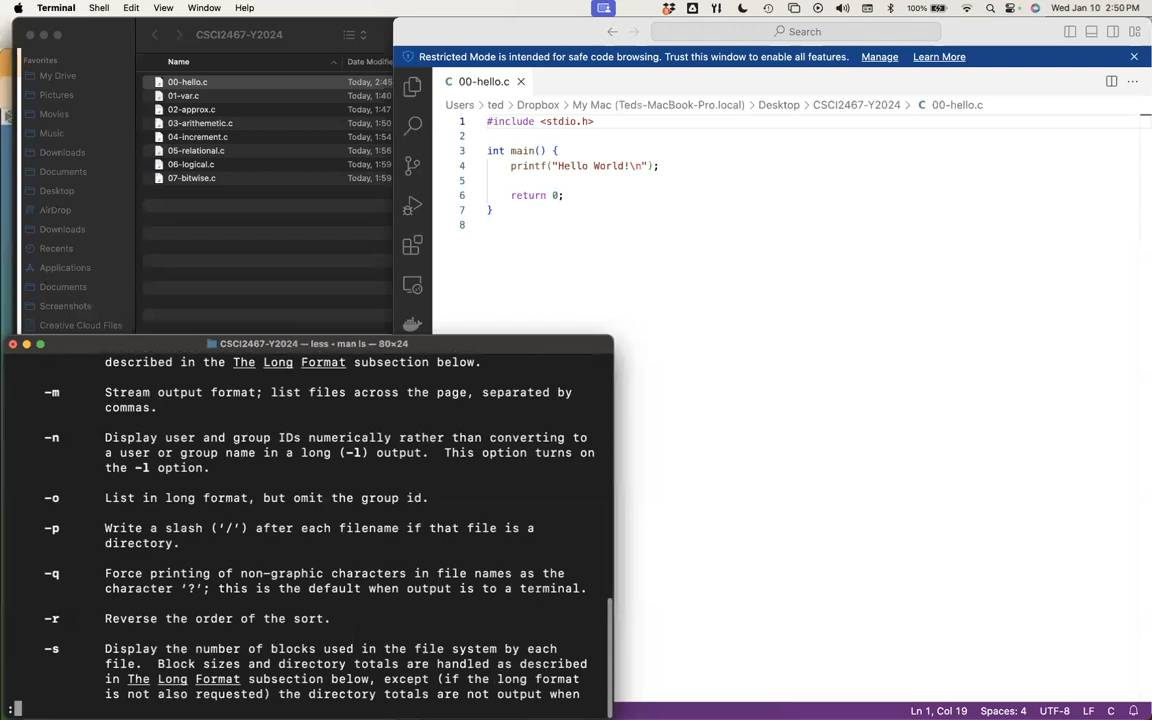 Terminal Shell Edit View Window Help 100% Wed Jan 10 2:50 PM
CSCI2467-Y2024
Search
Restricted Mode is intended for safe code browsing. Trust this window to enable all features. Manage Learn More
Favorites
My Drive
Pictures
Movies
Music
Downloads
Documents
Desktop
AirDrop
Downloads
Recents
Applications
Documents
Screenshots
Creative Cloud Files
Name Date Modifie
00-hello.c Today, 2:45
01-var.c Today, 1:40
02-approx.c Today, 1:47
03-arithemetic.c Today, 1:50
04-increment.c Today, 1:54
05-relational.c Today, 1:56
06-logical.c Today, 1:59
07-bitwise.c Today, 1:59
C 00-hello.c
Users > ted > Dropbox > My Mac (Teds-MacBook-Pro.local) > Desktop > CSCI2467-Y2024 > C 00-hello.c
1 #include <stdio.h>
2
3 int main() {
4 printf("Hello World!\n");
5
6 return 0;
7 }
8
CSCI2467-Y2024 — less ‹ man ls — 80×24
described in the The Long Format subsection below.
-m Stream output format; list files across the page, separated by
commas.
-n Display user and group IDs numerically rather than converting to
a user or group name in a long (-l) output. This option turns on
the -l option.
-o List in long format, but omit the group id.
-p Write a slash (‘/’) after each filename if that file is a
directory.
-q Force printing of non-graphic characters in file names as the
character ‘?’; this is the default when output is to a terminal.
-r Reverse the order of the sort.
-s Display the number of blocks used in the file system by each
file. Block sizes and directory totals are handled as described
in The Long Format subsection below, except (if the long format
is not also requested) the directory totals are not output when
:
Ln 1, Col 19 Spaces: 4 UTF-8 LF C